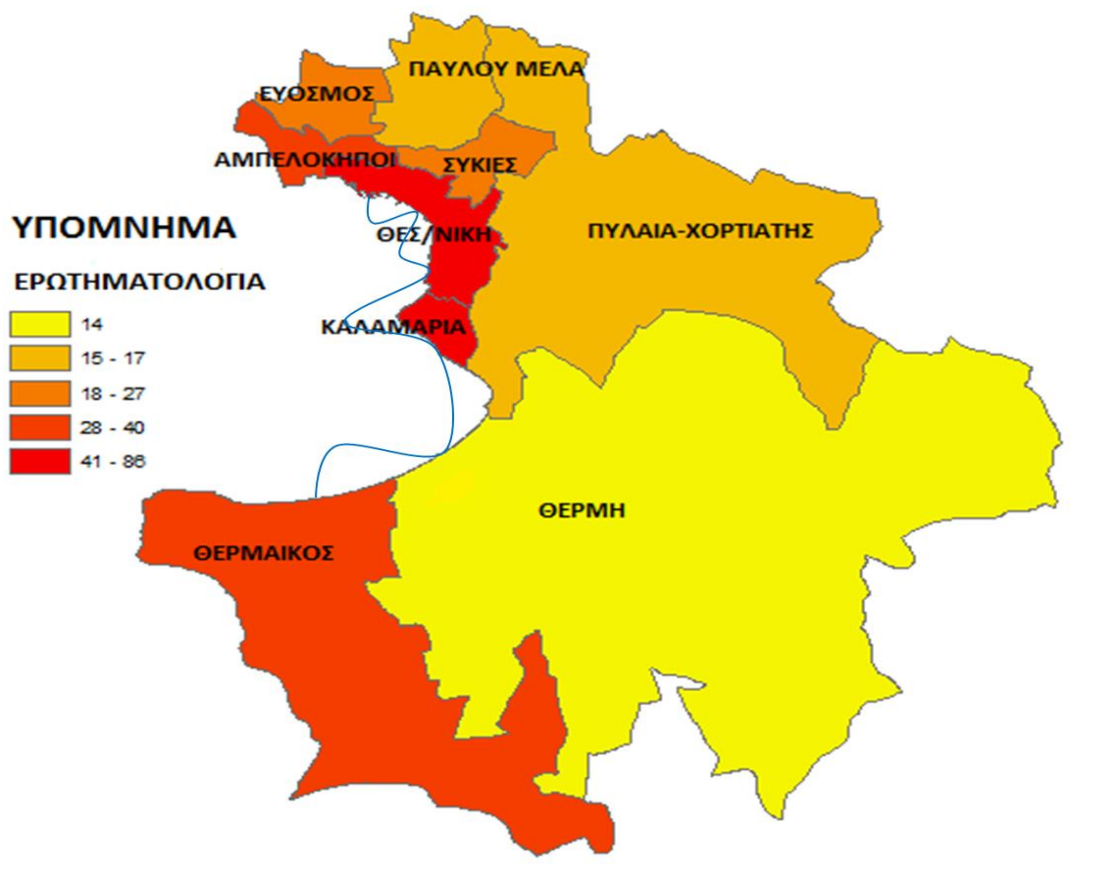 ΠΑΥΛΟΥ ΜΕΛΑ
ΕΥΟΣΜΟΣ
ΑΜΠΕΛΟΚΗΠΟΙ
ΣΥΚΙΕΣ
ΥΠΟΜΝΗΜΑ
ΘΕΣ/ΝΙΚΗ
ΠΥΛΑΙΑ-ΧΟΡΤΙΑΤΗΣ
ΕΡΩΤΗΜΑΤΟΛΟΓΙΑ
14
ΚΑΛΑΜΑΡΙΑ
15 - 17
18 - 27
28 - 40
41 - 86
ΘΕΡΜΗ
ΘΕΡΜΑΙΚΟΣ